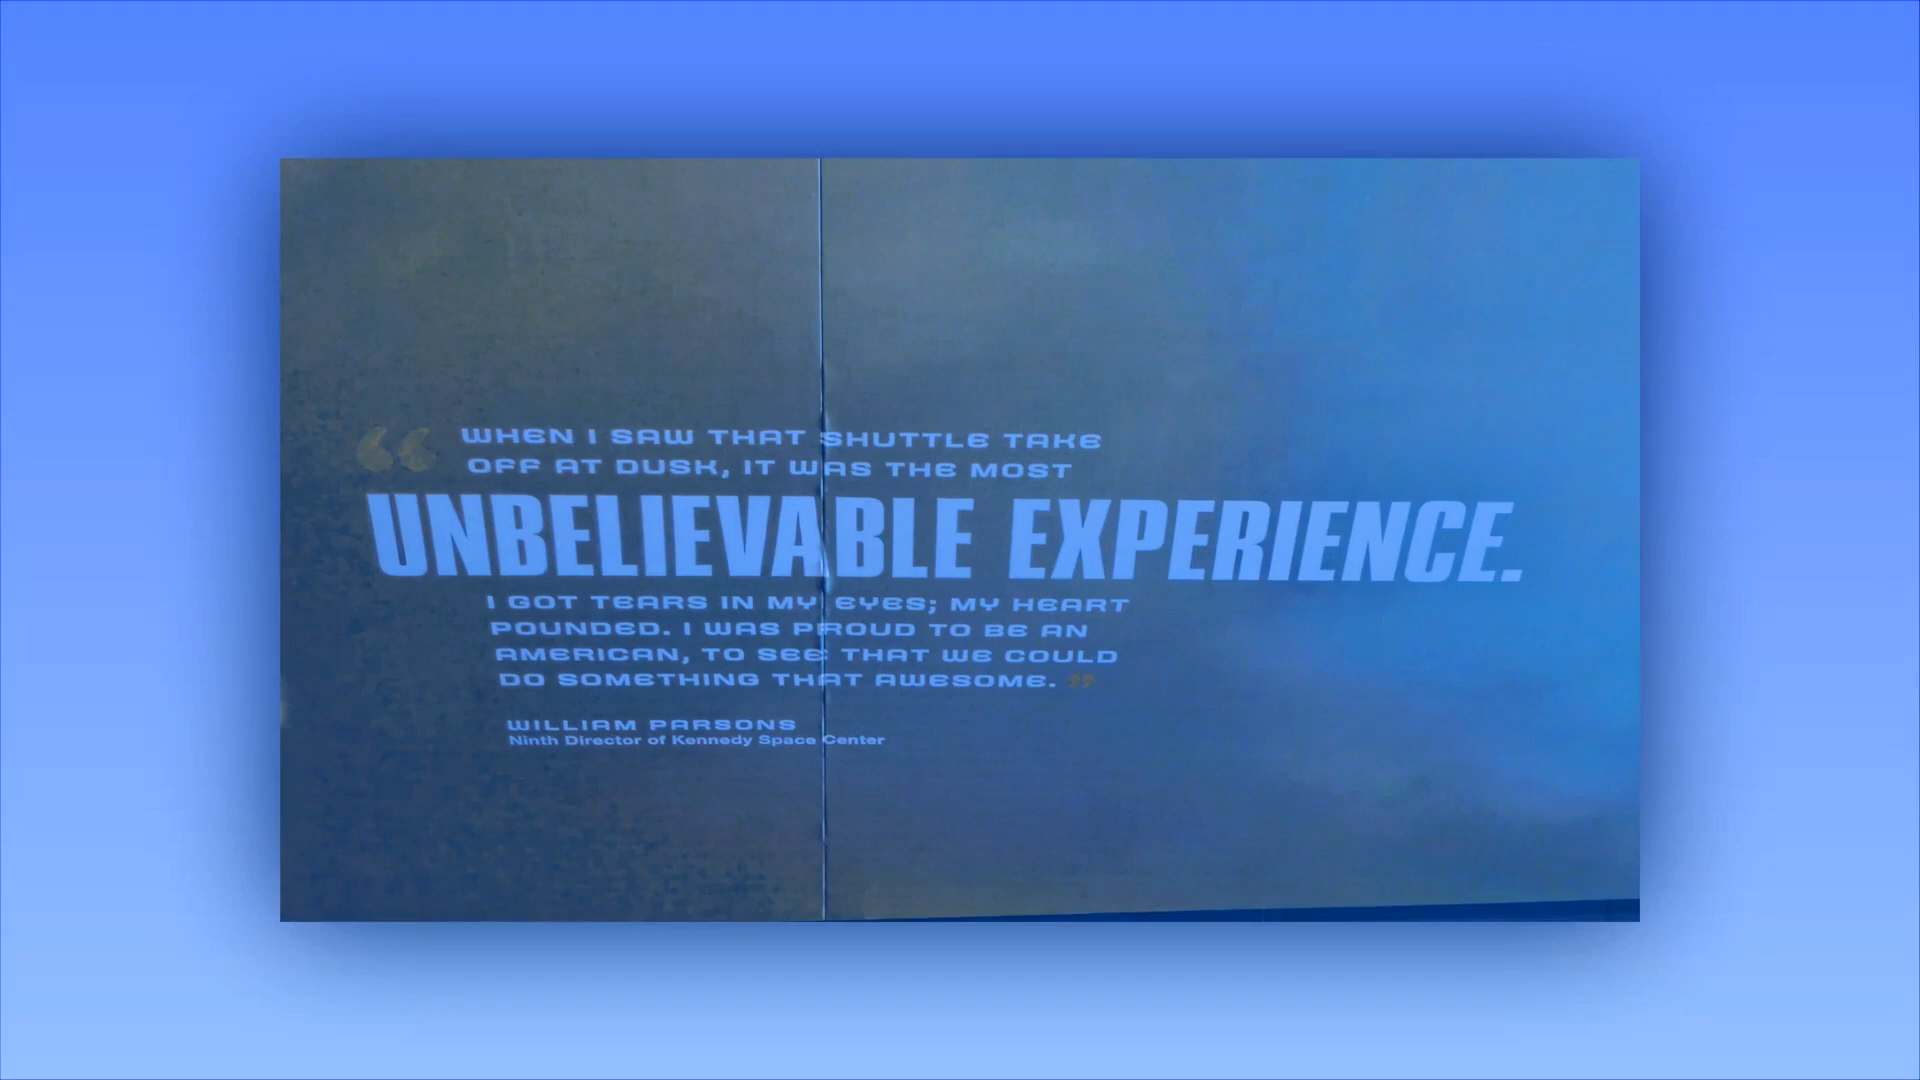 “ WHEN I SAW THAT SHUTTLE TAKE
OFF AT DUSK, IT WAS THE MOST
UNBELIEVABLE EXPERIENCE.
I GOT TEARS IN MY EYES; MY HEART
POUNDED. I WAS PROUD TO BE AN
AMERICAN, TO SEE THAT WE COULD
DO SOMETHING THAT AWESOME. ”
WILLIAM PARSONS
Ninth Director of Kennedy Space Center